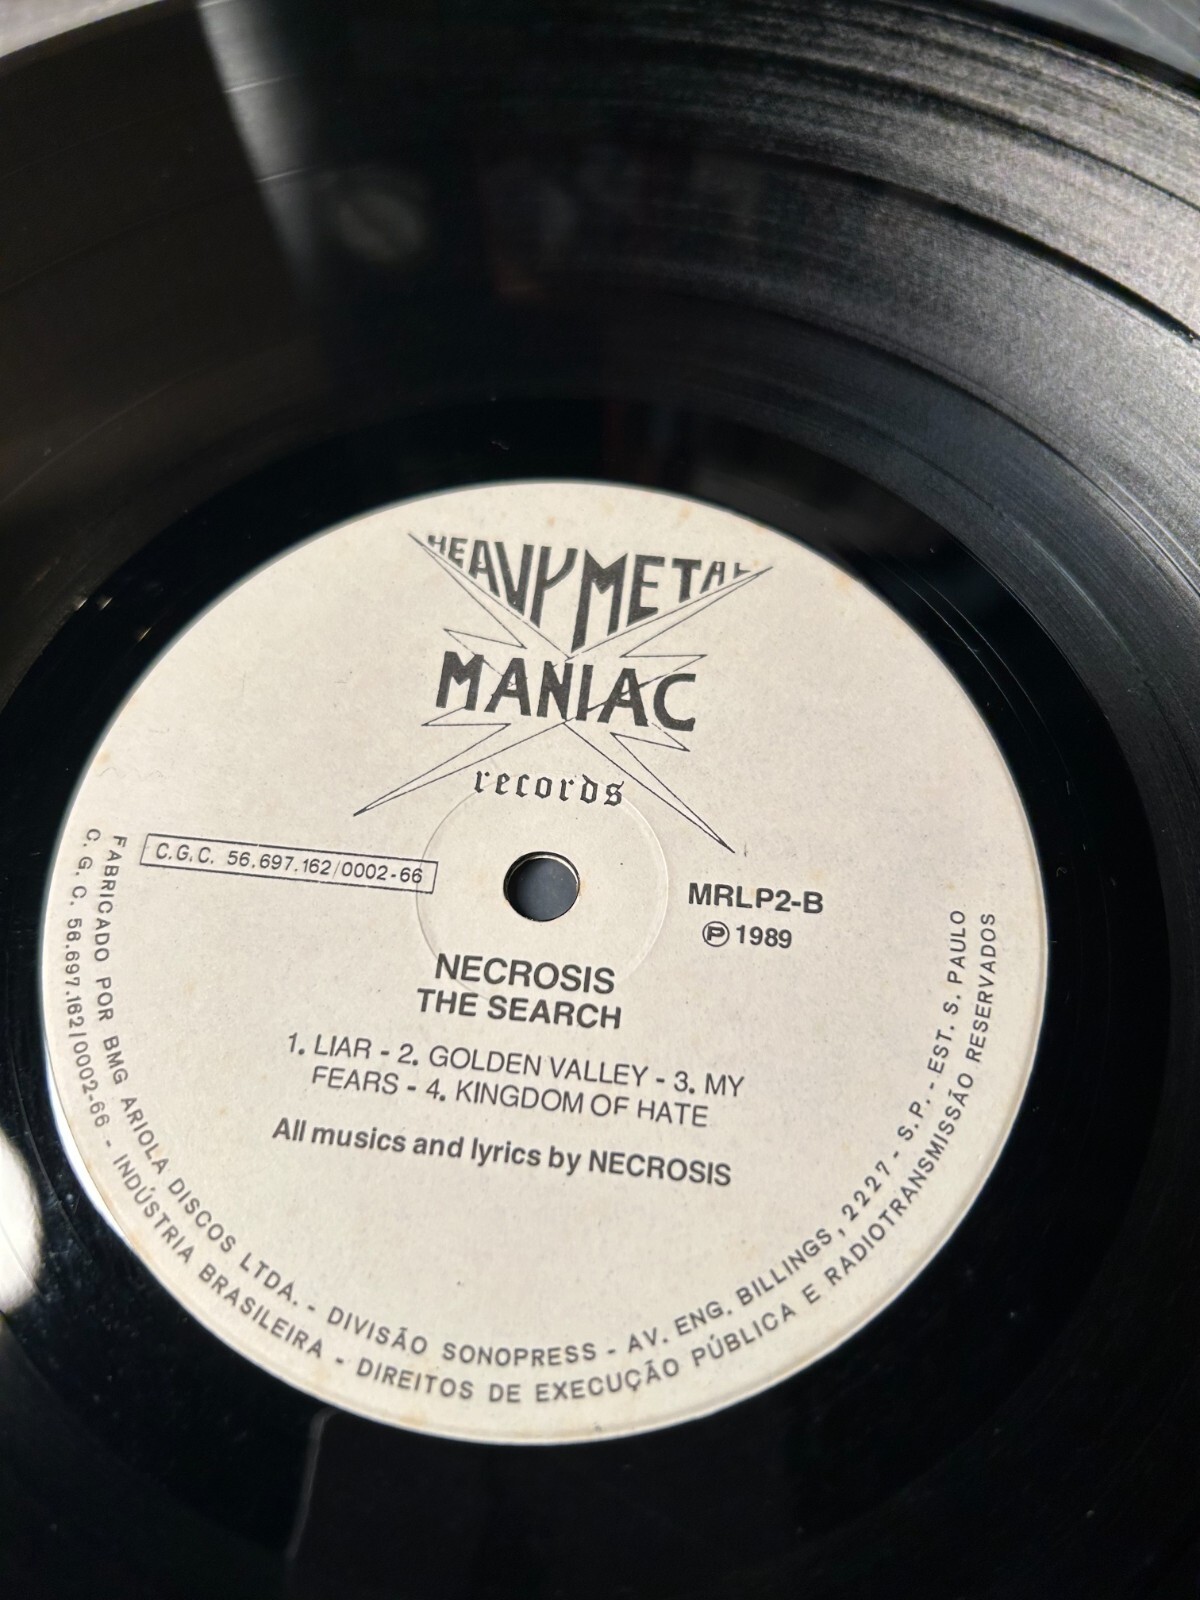 HEAVY METAL
MANIAC
records
C.G.C. 56.697.162/0002-66
MRLP2-B
Ⓟ 1989
NECROSIS
THE SEARCH
1. LIAR - 2. GOLDEN VALLEY - 3. MY
FEARS - 4. KINGDOM OF HATE
All musics and lyrics by NECROSIS
FABRICADO POR BMG ARIOLA DISCOS LTDA. - DIVISÃO SONOPRESS - AV. ENG. BILLINGS, 2227 - S.P. - EST. S. PAULO
C.G.C. 56.697.162/0002-66 - INDÚSTRIA BRASILEIRA - DIREITOS DE EXECUÇÃO PÚBLICA E RADIOTRANSMISSÃO RESERVADOS